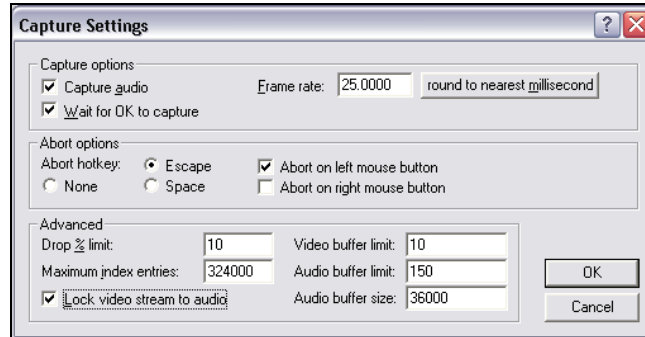 Capture Settings
Capture options
Capture audio
Frame rate: 25.0000 round to nearest millisecond
Wait for OK to capture
Abort options
Abort hotkey: Escape Abort on left mouse button
None Space Abort on right mouse button
Advanced
Drop % limit: 10 Video buffer limit: 10
Maximum index entries: 324000 Audio buffer limit: 150
Lock video stream to audio Audio buffer size: 36000
OK
Cancel